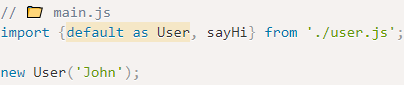 // 📁 main.js
import {default as User, sayHi} from './user.js';
new User('John');